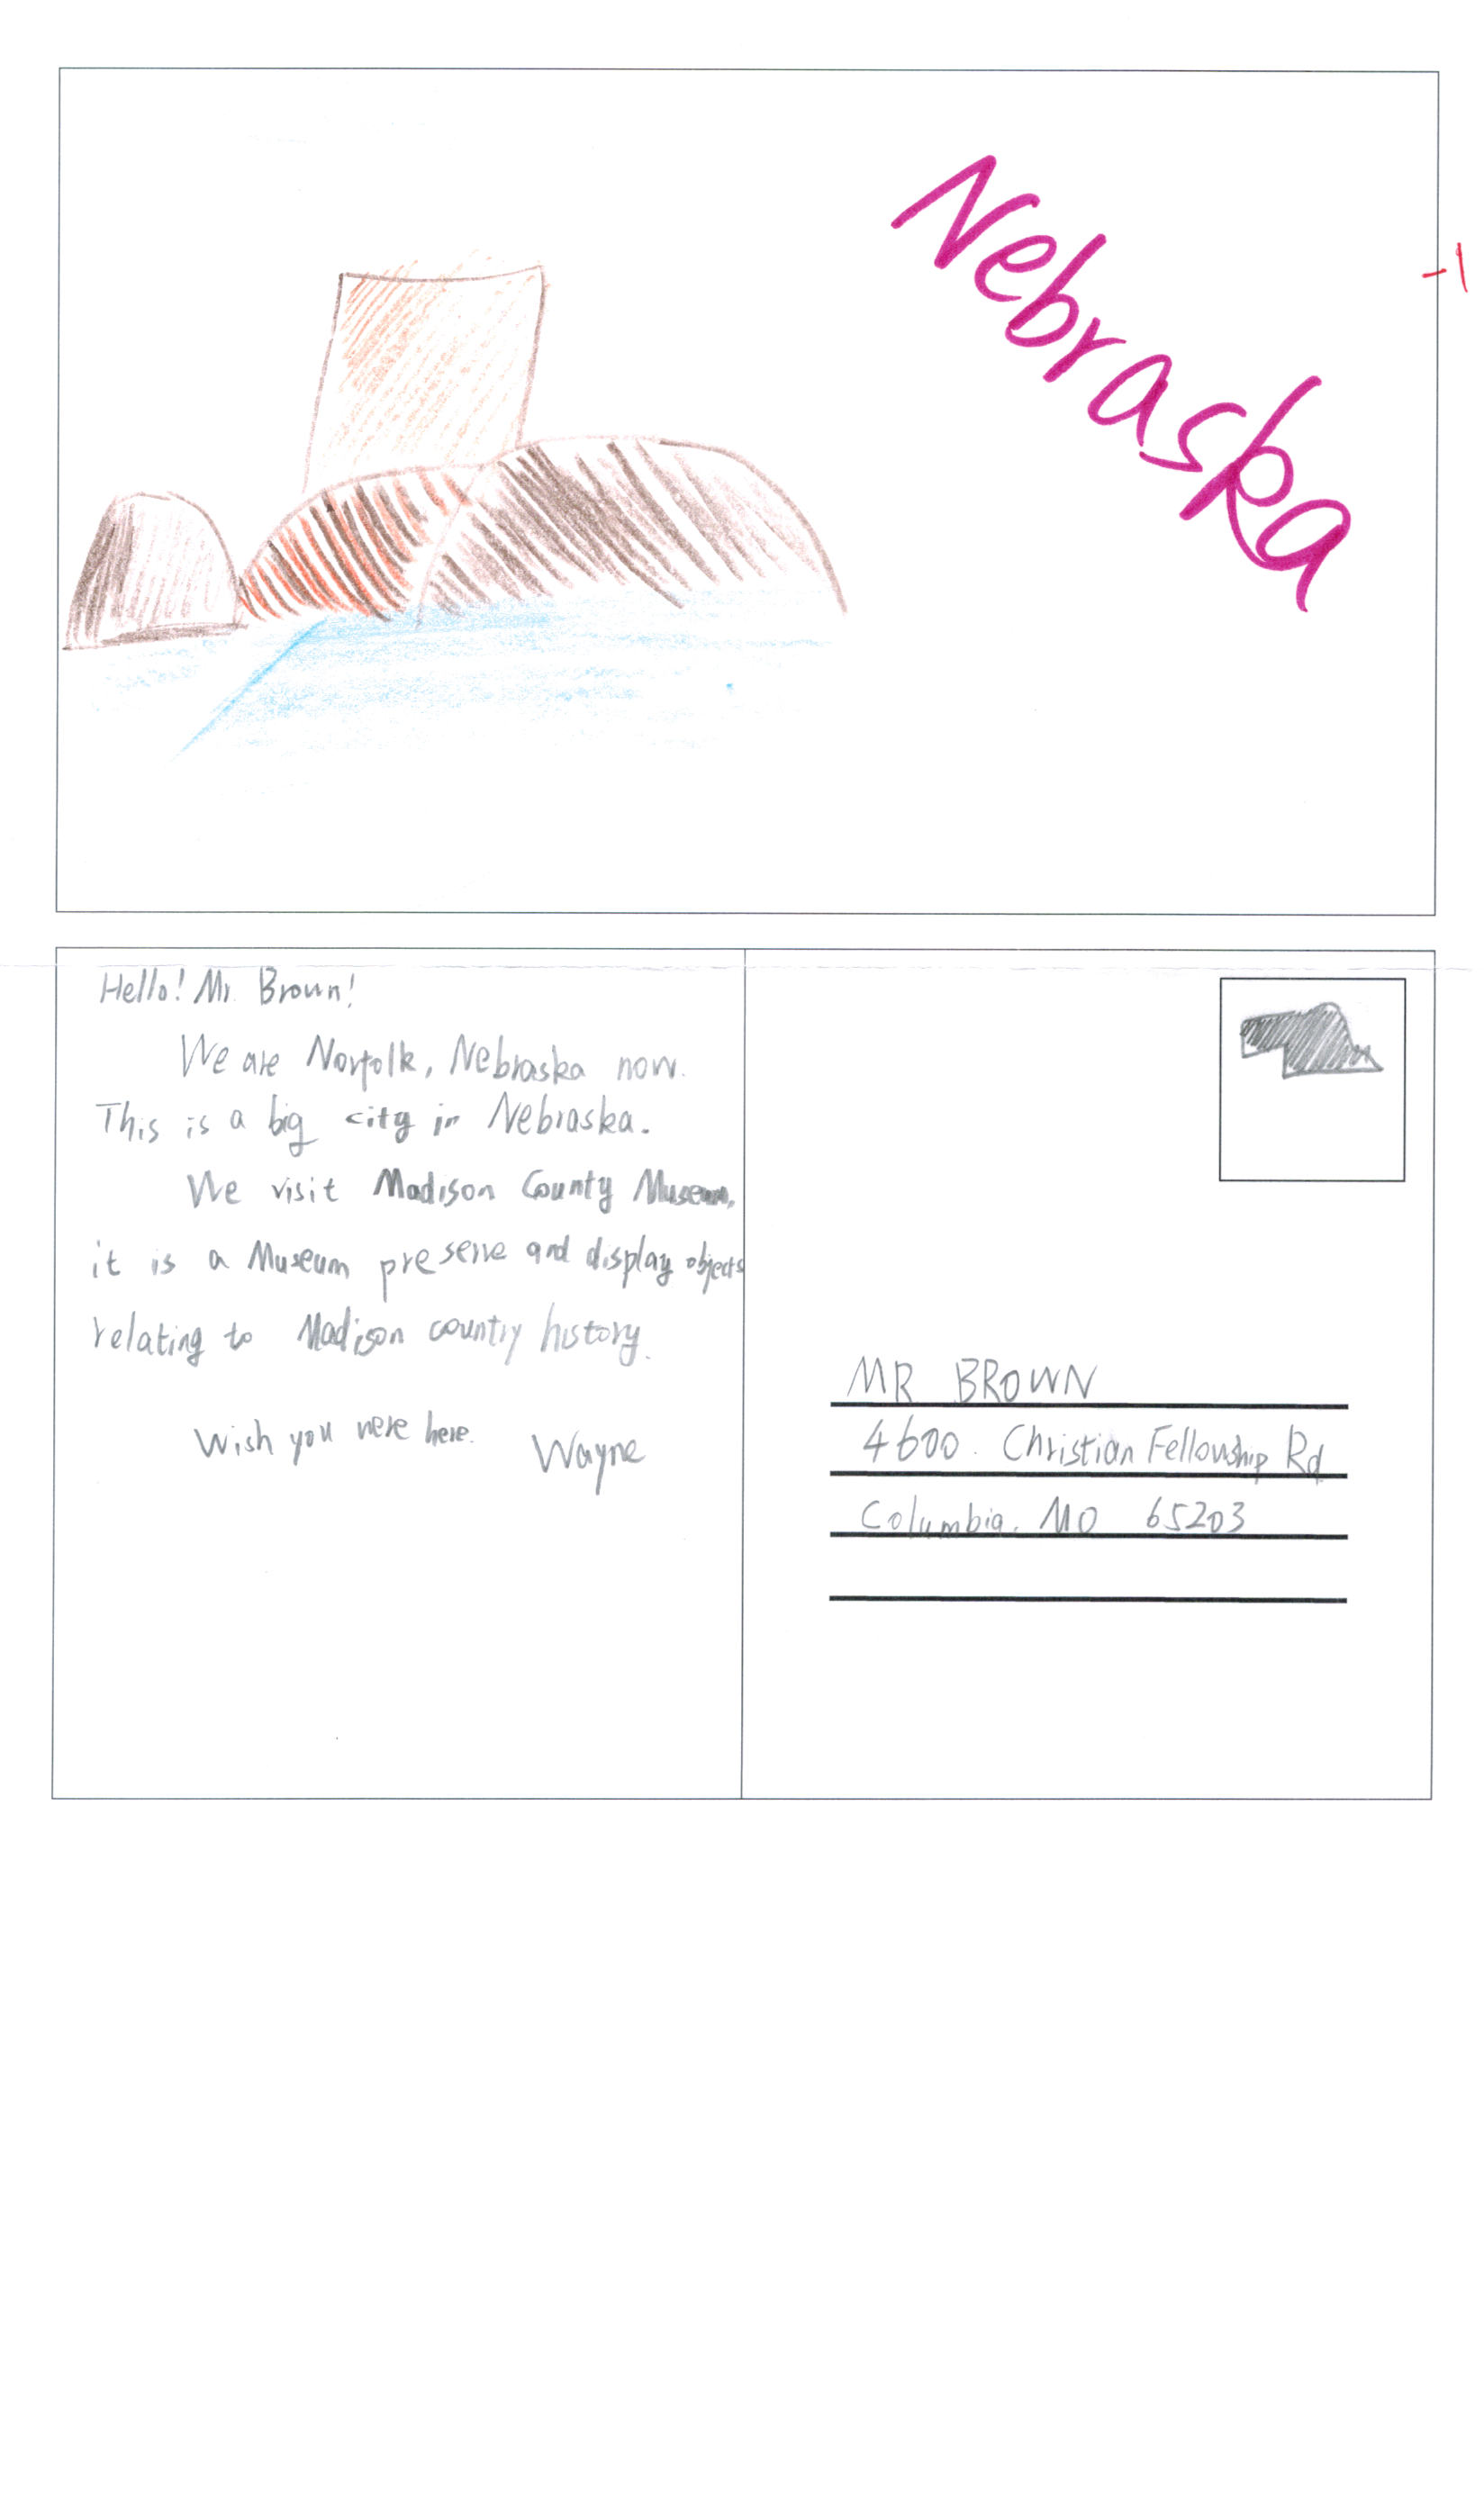 Nebraska
-1
Hello! Mr. Brown!
We are Norfolk, Nebraska now.
This is a big city in Nebraska.
We visit Madison County Museum,
it is a Museum preserve and display objects
relating to Madison country history.
Wish you were here.
Wayne
MR BROWN
4600. Christian Fellowship Rd
Columbia, MO 65203